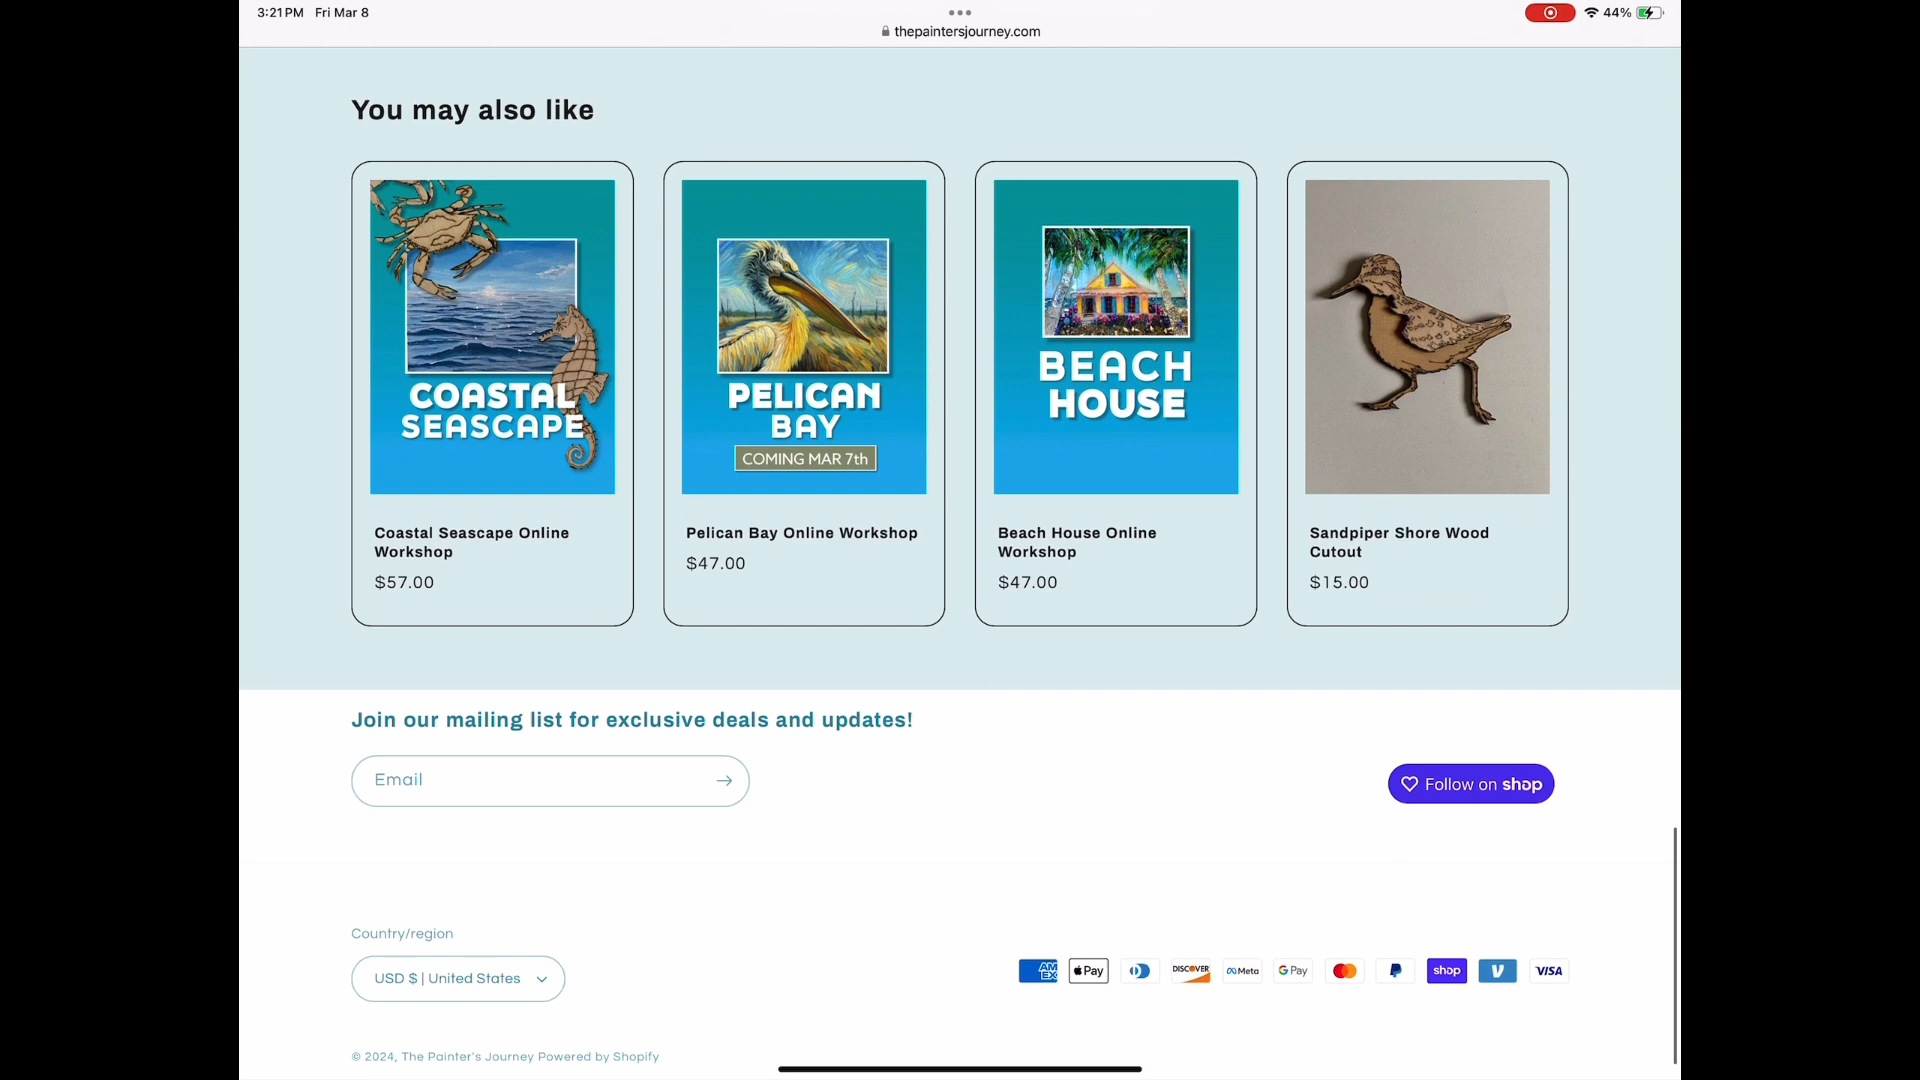 3:21 PM Fri Mar 8
44%
thepaintersjourney.com
You may also like
COASTAL
SEASCAPE
PELICAN
BAY
COMING MAR 7th
BEACH
HOUSE
Coastal Seascape Online
Workshop
$57.00
Pelican Bay Online Workshop
$47.00
Beach House Online
Workshop
$47.00
Sandpiper Shore Wood
Cutout
$15.00
Join our mailing list for exclusive deals and updates!
Email
Follow on shop
Country/region
USD $ | United States
AM EX
Pay
DISCOVER
Meta
G Pay
shop
VISA
© 2024, The Painter's Journey Powered by Shopify